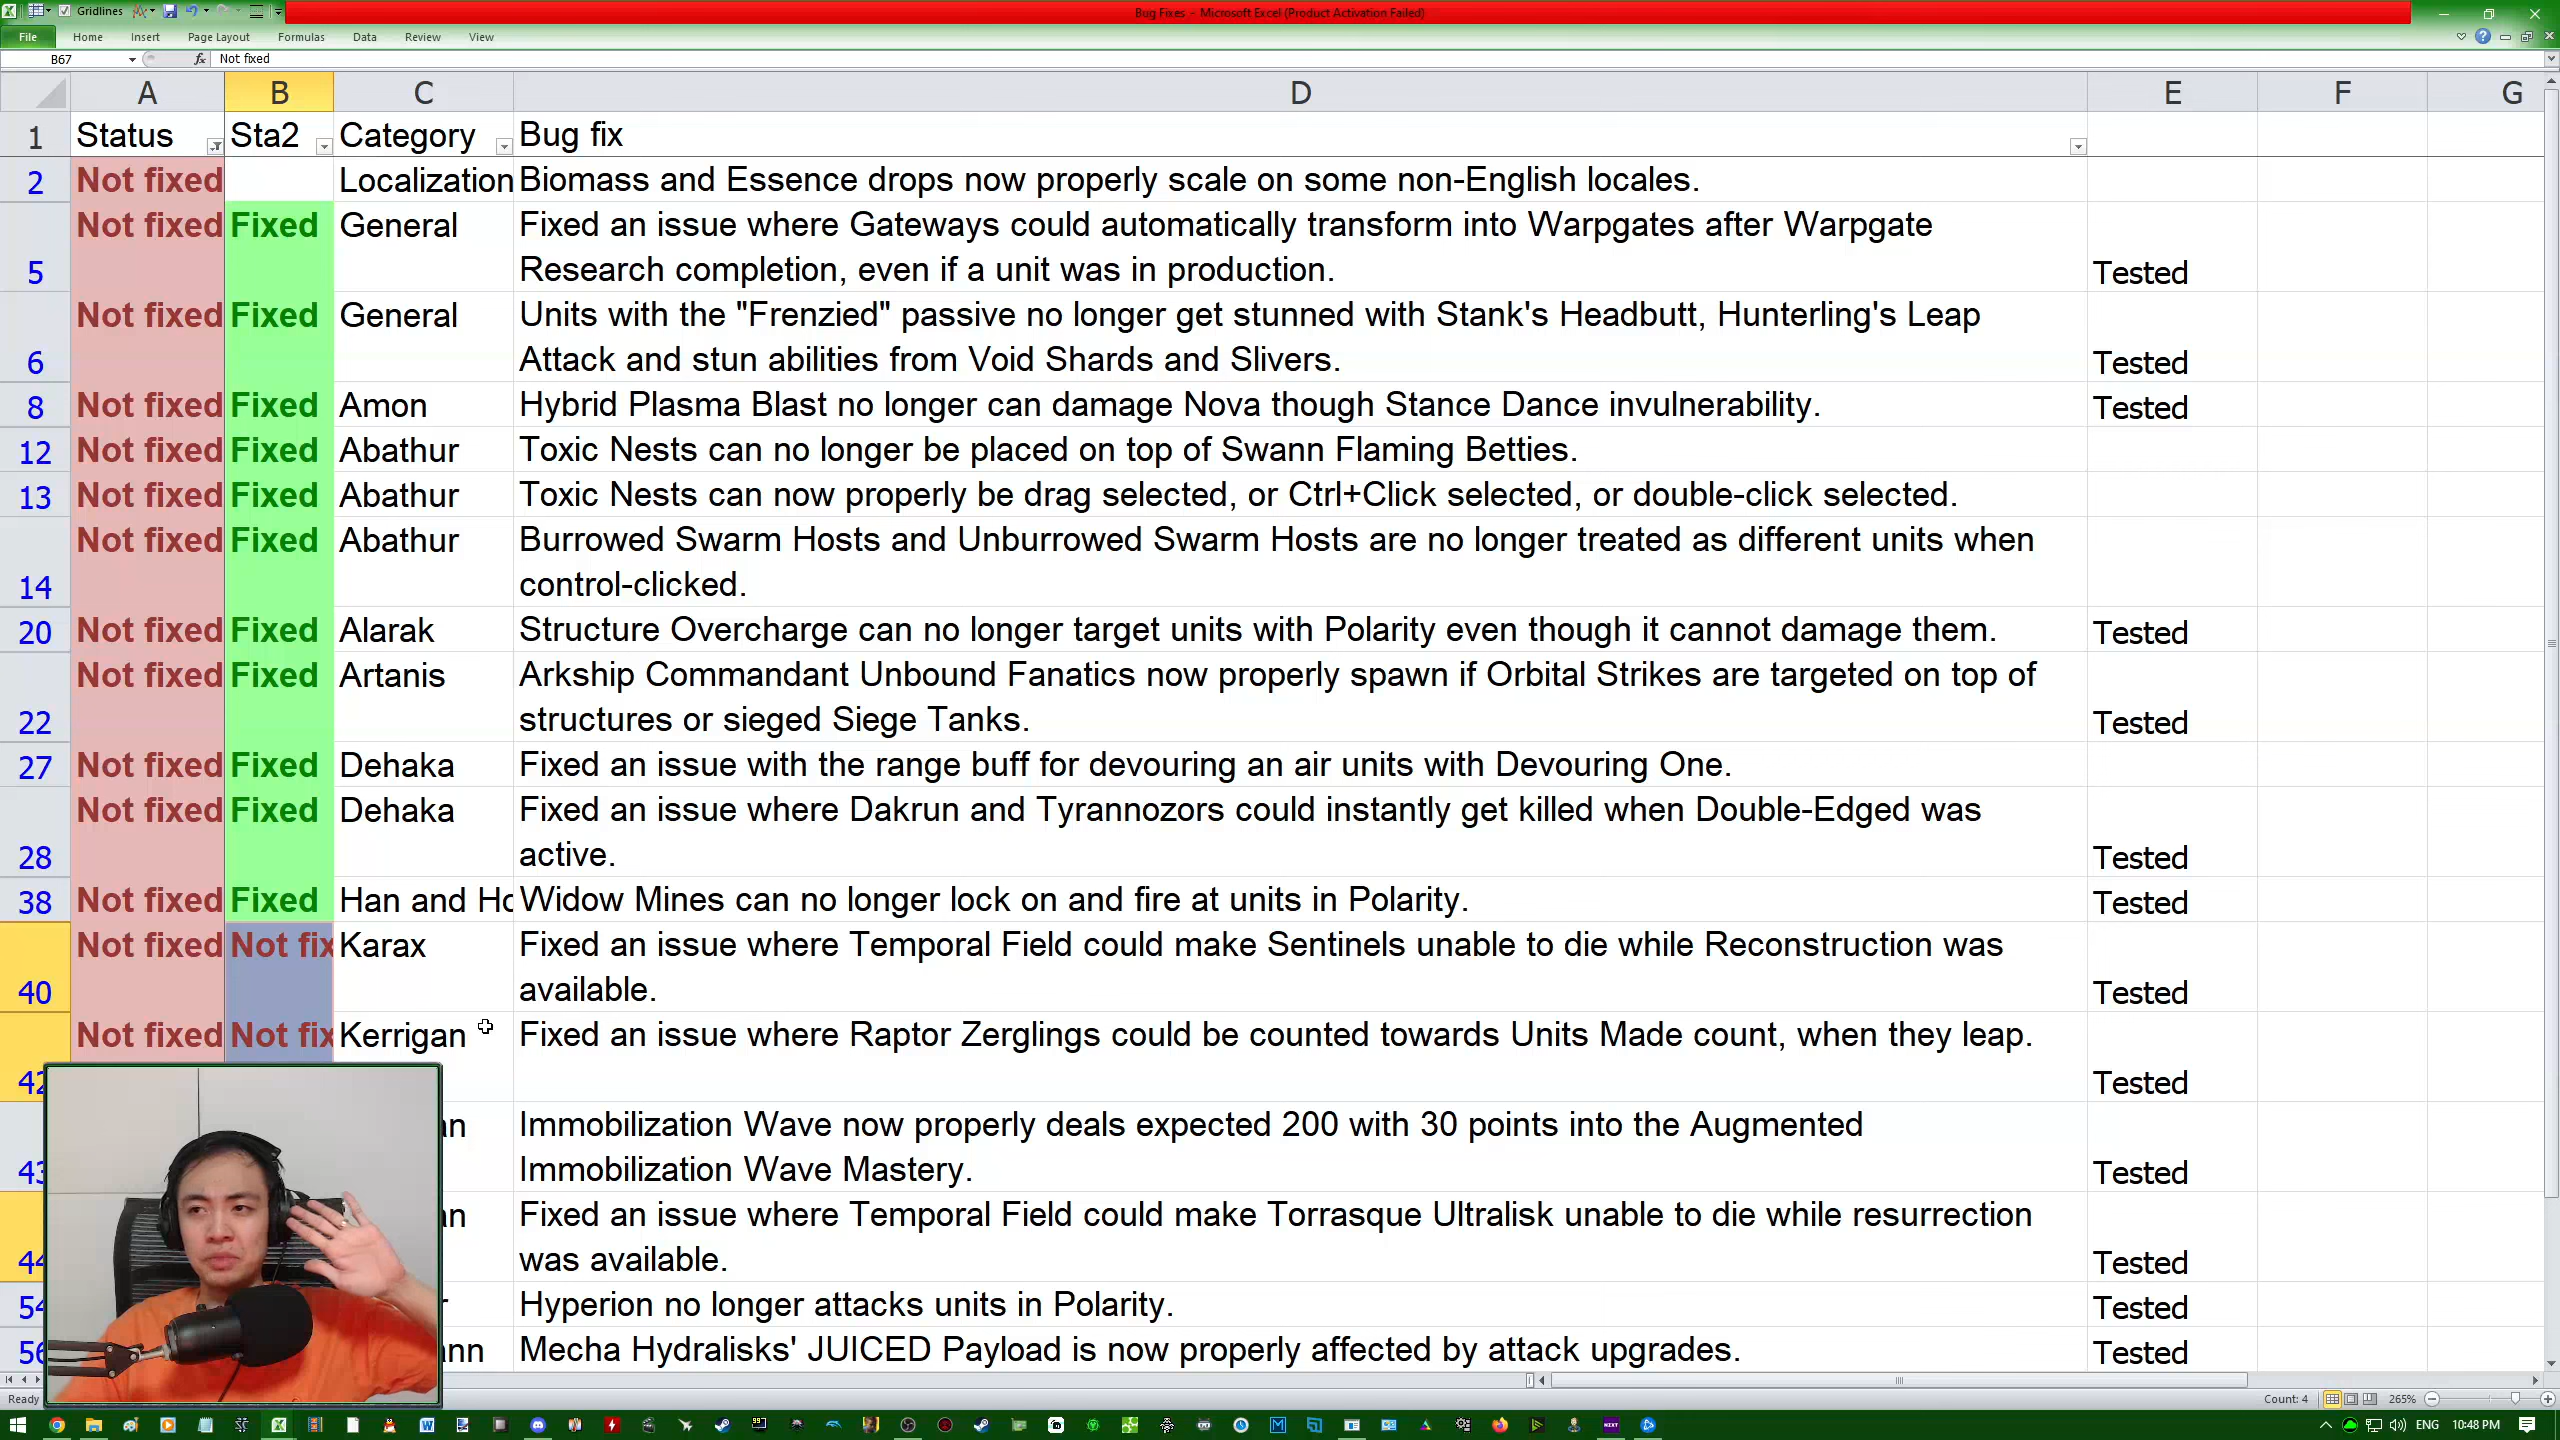 Gridlines
Bug Fixes - Microsoft Excel (Product Activation Failed)
File Home Insert Page Layout Formulas Data Review View
B67 fx Not fixed
A B C D E F G
1 Status Sta2 Category Bug fix
2 Not fixed Localization Biomass and Essence drops now properly scale on some non-English locales.
Not fixed Fixed General Fixed an issue where Gateways could automatically transform into Warpgates after Warpgate
5 Research completion, even if a unit was in production. Tested
Not fixed Fixed General Units with the "Frenzied" passive no longer get stunned with Stank's Headbutt, Hunterling's Leap
6 Attack and stun abilities from Void Shards and Slivers. Tested
8 Not fixed Fixed Amon Hybrid Plasma Blast no longer can damage Nova though Stance Dance invulnerability. Tested
12 Not fixed Fixed Abathur Toxic Nests can no longer be placed on top of Swann Flaming Betties.
13 Not fixed Fixed Abathur Toxic Nests can now properly be drag selected, or Ctrl+Click selected, or double-click selected.
Not fixed Fixed Abathur Burrowed Swarm Hosts and Unburrowed Swarm Hosts are no longer treated as different units when
14 control-clicked.
20 Not fixed Fixed Alarak Structure Overcharge can no longer target units with Polarity even though it cannot damage them. Tested
Not fixed Fixed Artanis Arkship Commandant Unbound Fanatics now properly spawn if Orbital Strikes are targeted on top of
22 structures or sieged Siege Tanks. Tested
27 Not fixed Fixed Dehaka Fixed an issue with the range buff for devouring an air units with Devouring One.
Not fixed Fixed Dehaka Fixed an issue where Dakrun and Tyrannozors could instantly get killed when Double-Edged was
28 active. Tested
38 Not fixed Fixed Han and Ho Widow Mines can no longer lock on and fire at units in Polarity. Tested
Not fixed Not fix Karax Fixed an issue where Temporal Field could make Sentinels unable to die while Reconstruction was
40 available. Tested
Not fixed Not fix Kerrigan Fixed an issue where Raptor Zerglings could be counted towards Units Made count, when they leap.
42 Tested
an Immobilization Wave now properly deals expected 200 with 30 points into the Augmented
43 Immobilization Wave Mastery. Tested
an Fixed an issue where Temporal Field could make Torrasque Ultralisk unable to die while resurrection
44 was available. Tested
54 r Hyperion no longer attacks units in Polarity. Tested
56 ann Mecha Hydralisks' JUICED Payload is now properly affected by attack upgrades. Tested
Ready Count: 4 265%
ENG 10:48 PM